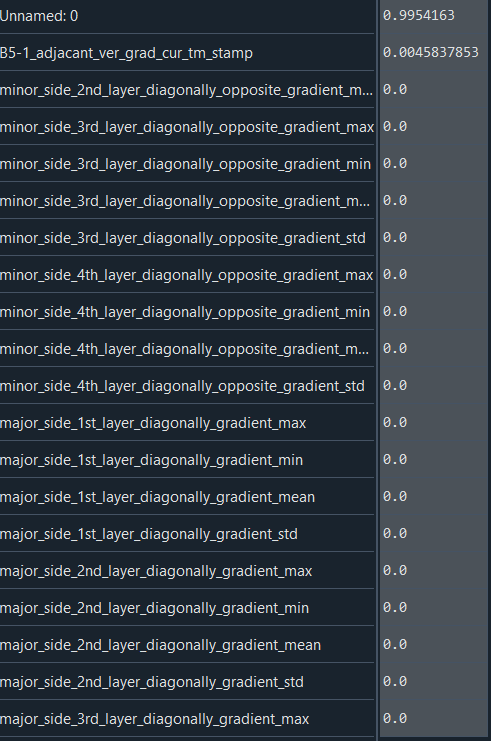 Unnamed: 0 0.9954163
B5-1_adjacant_ver_grad_cur_tm_stamp 0.0045837853
minor_side_2nd_layer_diagonally_opposite_gradient_m... 0.0
minor_side_3rd_layer_diagonally_opposite_gradient_max 0.0
minor_side_3rd_layer_diagonally_opposite_gradient_min 0.0
minor_side_3rd_layer_diagonally_opposite_gradient_m... 0.0
minor_side_3rd_layer_diagonally_opposite_gradient_std 0.0
minor_side_4th_layer_diagonally_opposite_gradient_max 0.0
minor_side_4th_layer_diagonally_opposite_gradient_min 0.0
minor_side_4th_layer_diagonally_opposite_gradient_m... 0.0
minor_side_4th_layer_diagonally_opposite_gradient_std 0.0
major_side_1st_layer_diagonally_gradient_max 0.0
major_side_1st_layer_diagonally_gradient_min 0.0
major_side_1st_layer_diagonally_gradient_mean 0.0
major_side_1st_layer_diagonally_gradient_std 0.0
major_side_2nd_layer_diagonally_gradient_max 0.0
major_side_2nd_layer_diagonally_gradient_min 0.0
major_side_2nd_layer_diagonally_gradient_mean 0.0
major_side_2nd_layer_diagonally_gradient_std 0.0
major_side_3rd_layer_diagonally_gradient_max 0.0